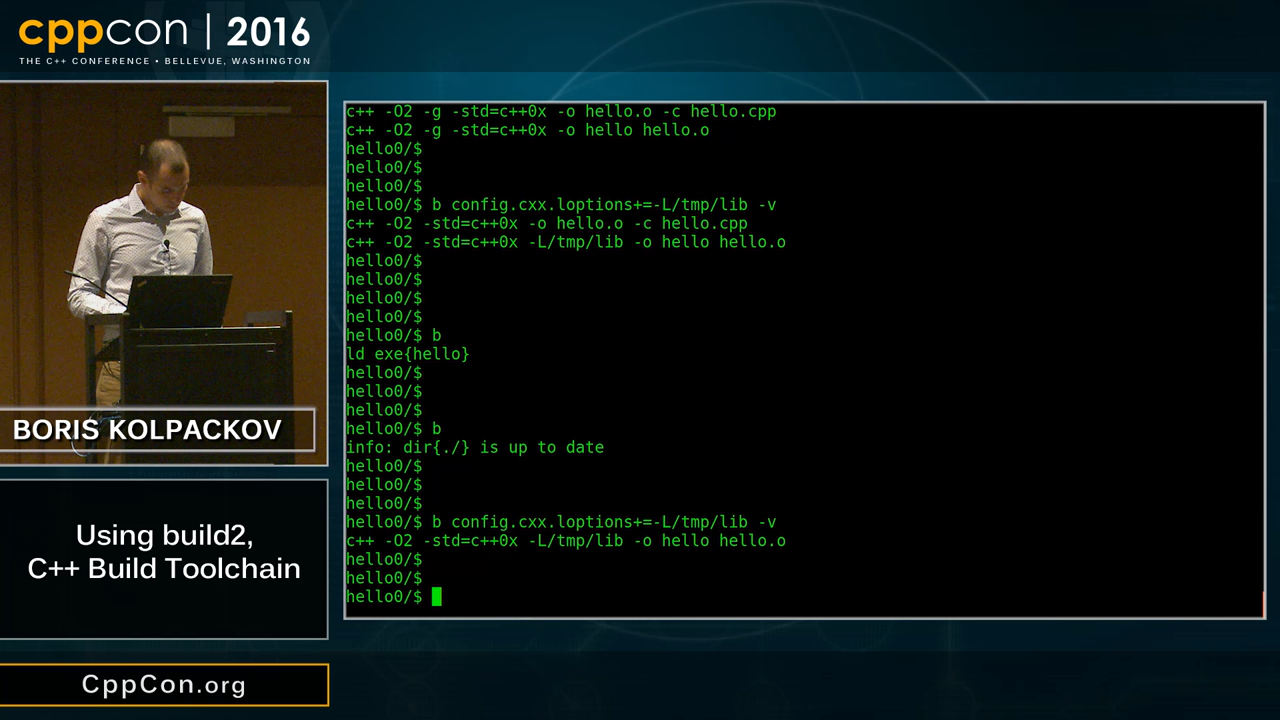 cppcon | 2016
THE C++ CONFERENCE • BELLEVUE, WASHINGTON
c++ -O2 -g -std=c++0x -o hello.o -c hello.cpp
c++ -O2 -g -std=c++0x -o hello hello.o
hello0/$
hello0/$
hello0/$
hello0/$ b config.cxx.loptions+=-L/tmp/lib -v
c++ -O2 -std=c++0x -o hello.o -c hello.cpp
c++ -O2 -std=c++0x -L/tmp/lib -o hello hello.o
hello0/$
hello0/$
hello0/$
hello0/$
hello0/$ b
ld exe{hello}
hello0/$
hello0/$
hello0/$
hello0/$ b
info: dir{./} is up to date
hello0/$
hello0/$
hello0/$
hello0/$ b config.cxx.loptions+=-L/tmp/lib -v
c++ -O2 -std=c++0x -L/tmp/lib -o hello hello.o
hello0/$
hello0/$
hello0/$
BORIS KOLPACKOV
Using build2,
C++ Build Toolchain
CppCon.org